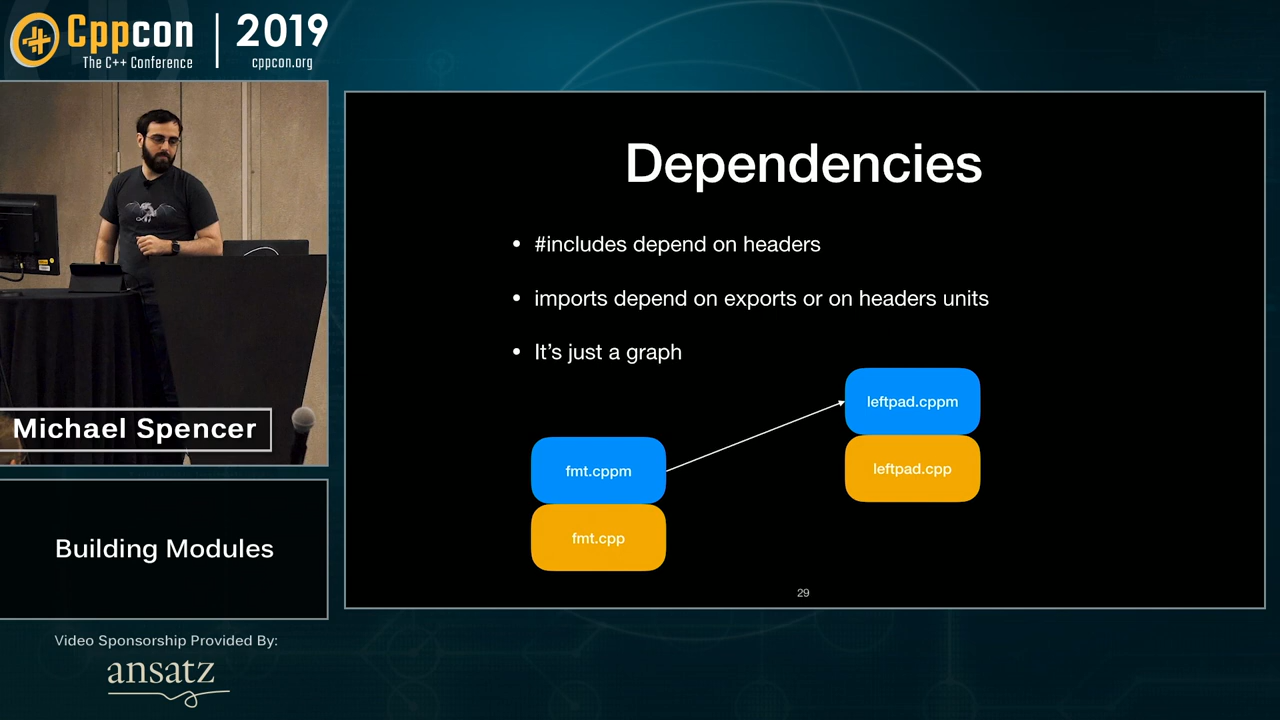 Cppcon
The C++ Conference
2019
cppcon.org
Dependencies
• #includes depend on headers
• imports depend on exports or on headers units
• It's just a graph
leftpad.cppm
leftpad.cpp
fmt.cppm
fmt.cpp
29
Michael Spencer
Building Modules
Video Sponsorship Provided By:
ansatz